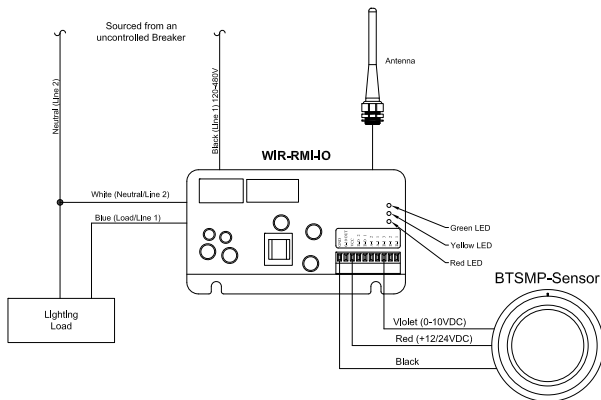 Sourced from an
uncontrolled Breaker
Neutral (Line 2)
Black (Line 1) 120-480V
Antenna
WIR-RMI-IO
White (Neutral/Line 2)
Blue (Load/Line 1)
Green LED
Yellow LED
Red LED
BTSMP-Sensor
Lighting
Load
Violet (0-10VDC)
Red (+12/24VDC)
Black